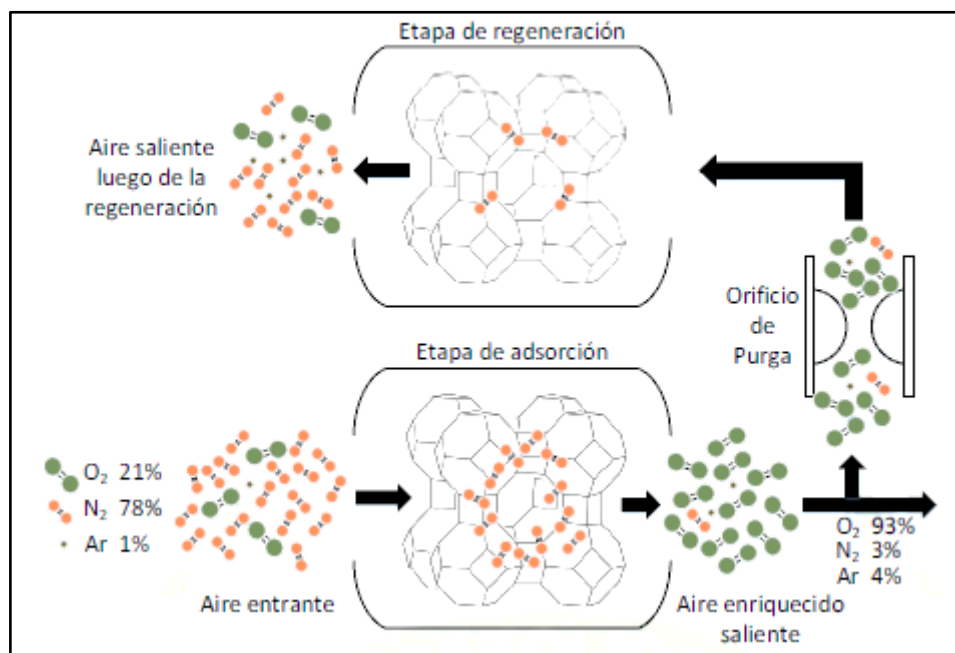 Etapa de regeneración
Aire saliente
luego de la
regeneración
Orificio
de
Purga
Etapa de adsorción
O₂ 21%
N₂ 78%
Ar 1%
Aire entrante
Aire enriquecido
saliente
O₂ 93%
N₂ 3%
Ar 4%